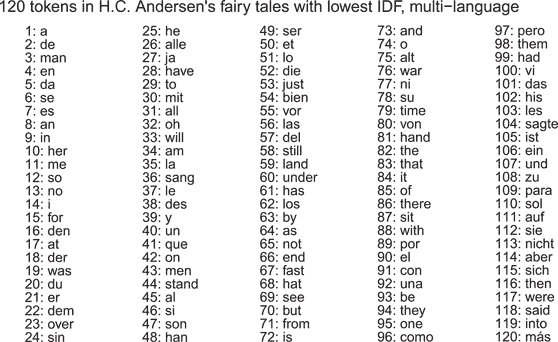 120 tokens in H.C. Andersen's fairy tales with lowest IDF, multi−language
1: a
2: de
3: man
4: en
5: da
6: se
7: es
8: an
9: in
10: her
11: me
12: so
13: no
14: i
15: for
16: den
17: at
18: der
19: was
20: du
21: er
22: dem
23: over
24: sin
25: he
26: alle
27: ja
28: have
29: to
30: mit
31: all
32: oh
33: will
34: am
35: la
36: sang
37: le
38: des
39: y
40: un
41: que
42: on
43: men
44: stand
45: al
46: si
47: son
48: han
49: ser
50: et
51: lo
52: die
53: just
54: bien
55: vor
56: las
57: del
58: still
59: land
60: under
61: has
62: los
63: by
64: as
65: not
66: end
67: fast
68: hat
69: see
70: but
71: from
72: is
73: and
74: o
75: alt
76: war
77: ni
78: su
79: time
80: von
81: hand
82: the
83: that
84: it
85: of
86: there
87: sit
88: with
89: por
90: el
91: con
92: una
93: be
94: they
95: one
96: como
97: pero
98: them
99: had
100: vi
101: das
102: his
103: les
104: sagte
105: ist
106: ein
107: und
108: zu
109: para
110: sol
111: auf
112: sie
113: nicht
114: aber
115: sich
116: then
117: were
118: said
119: into
120: más